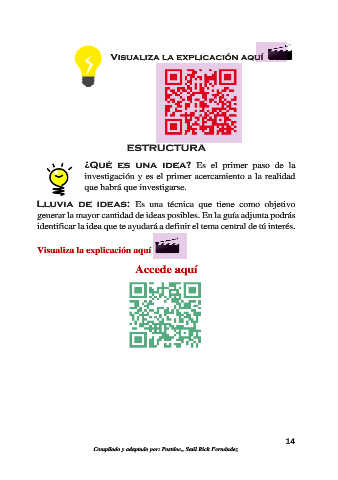 Visualiza la explicación aquí
ESTRUCTURA
¿Qué es una idea? Es el primer paso de la
investigación y es el primer acercamiento a la realidad
que habrá que investigarse.
Lluvia de ideas: Es una técnica que tiene como objetivo
generar la mayor cantidad de ideas posibles. En la guía adjunta podrás
identificar la idea que te ayudará a definir el tema central de tú interés.
Visualiza la explicación aquí
Accede aquí
14
Compilado y adaptado por: Postdoc., Saúl Rick Fernández